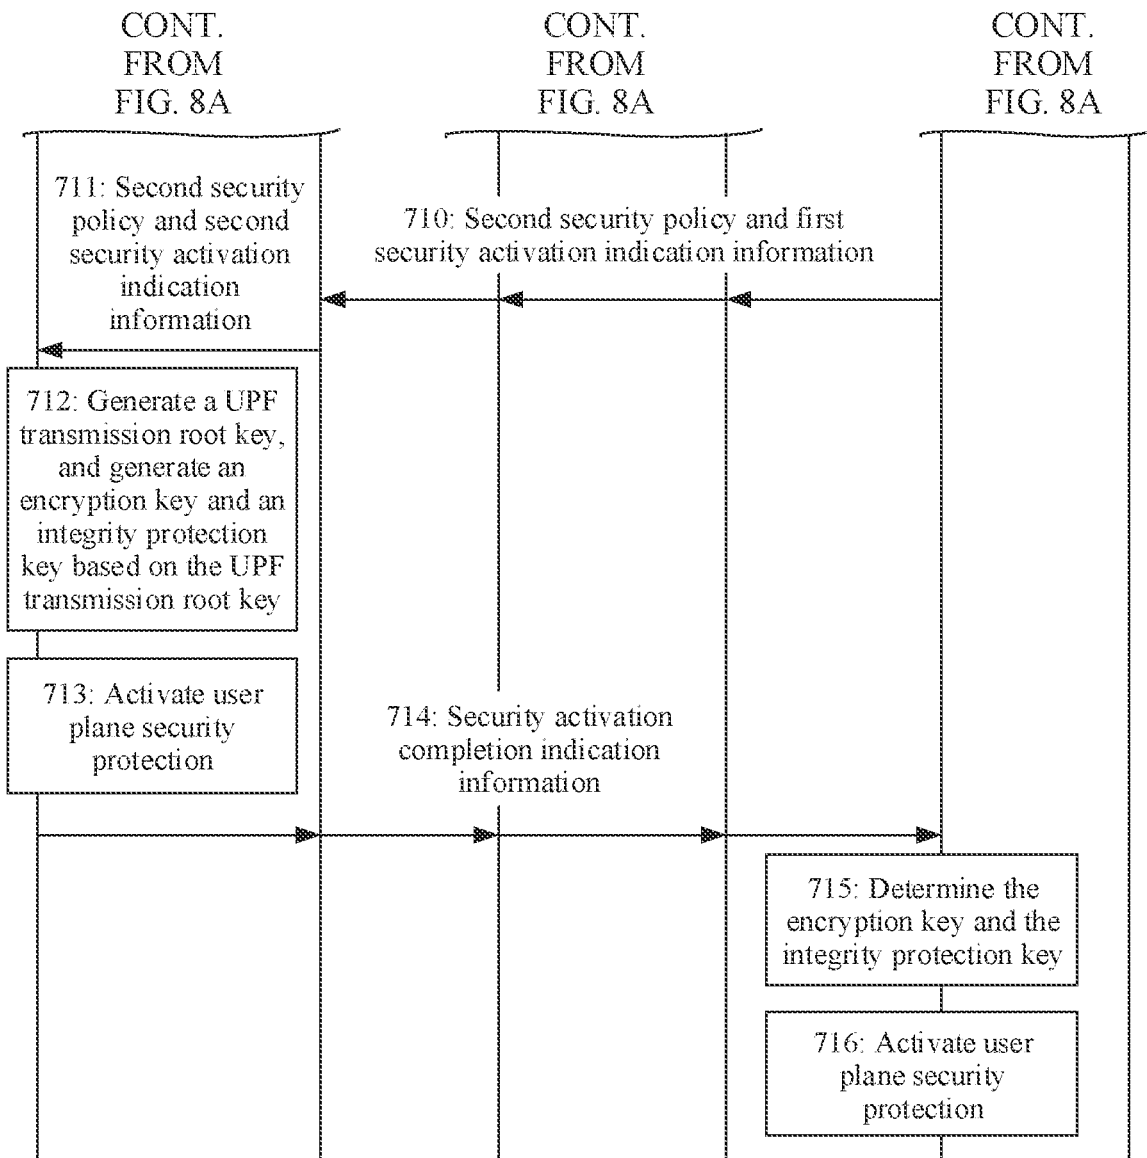 CONT.
FROM
FIG. 8A
CONT.
FROM
FIG. 8A
CONT.
FROM
FIG. 8A
711: Second security
policy and second
security activation
indication
information
710: Second security policy and first
security activation indication information
712: Generate a UPF
transmission root key,
and generate an
encryption key and an
integrity protection
key based on the UPF
transmission root key
713: Activate user
plane security
protection
714: Security activation
completion indication
information
715: Determine the
encryption key and the
integrity protection key
716: Activate user
plane security
protection